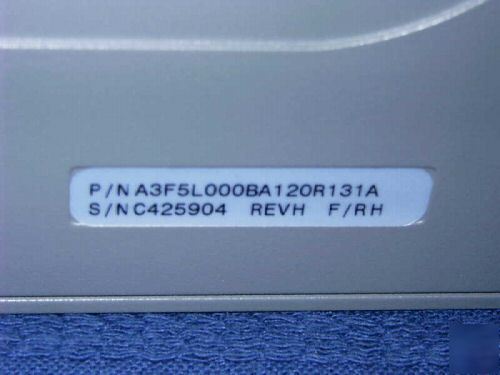 P/N A3F5L000BA120R131A
S/N C425904 REVH F/RH